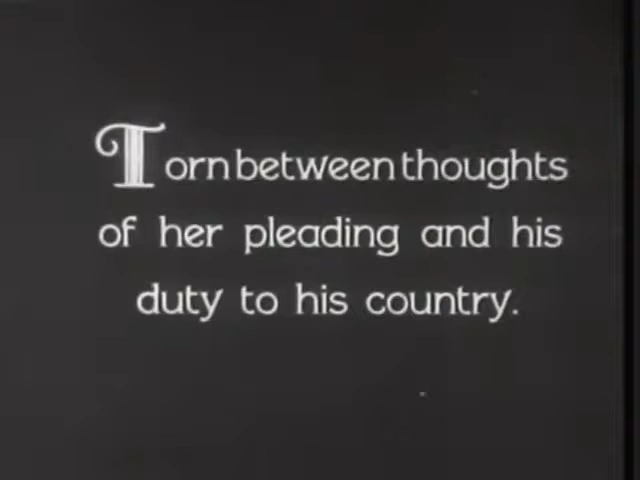 Torn between thoughts
of her pleading and his
duty to his country.